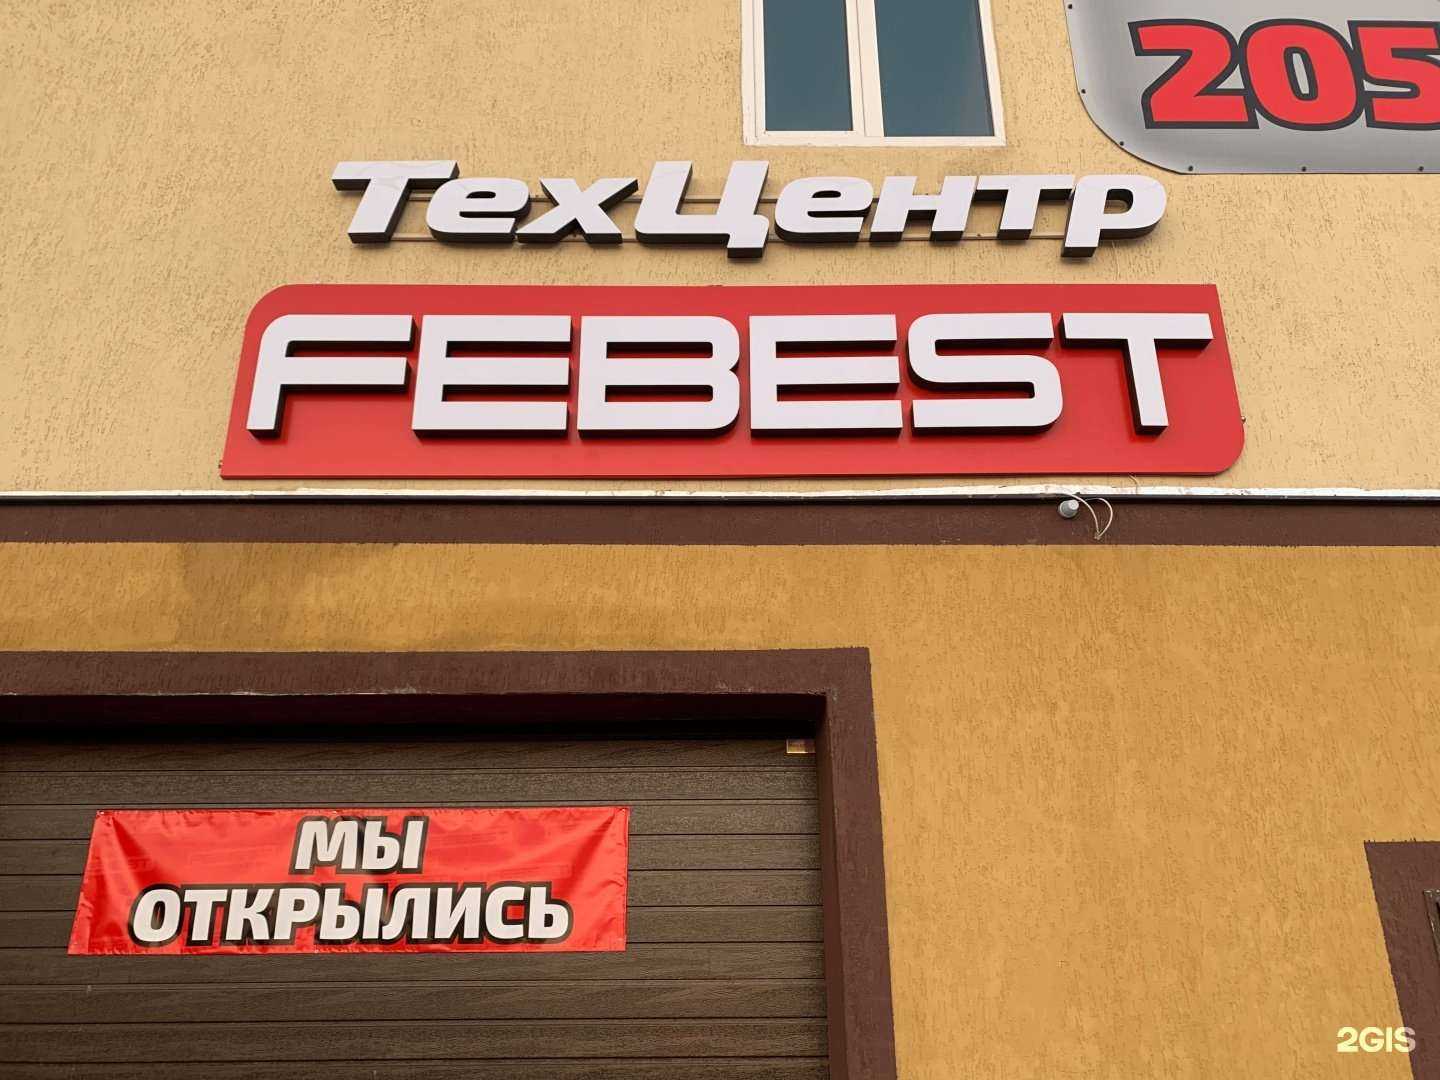 205
ТехЦентр
FEBEST
МЫ
ОТКРЫЛИСЬ
2GIS